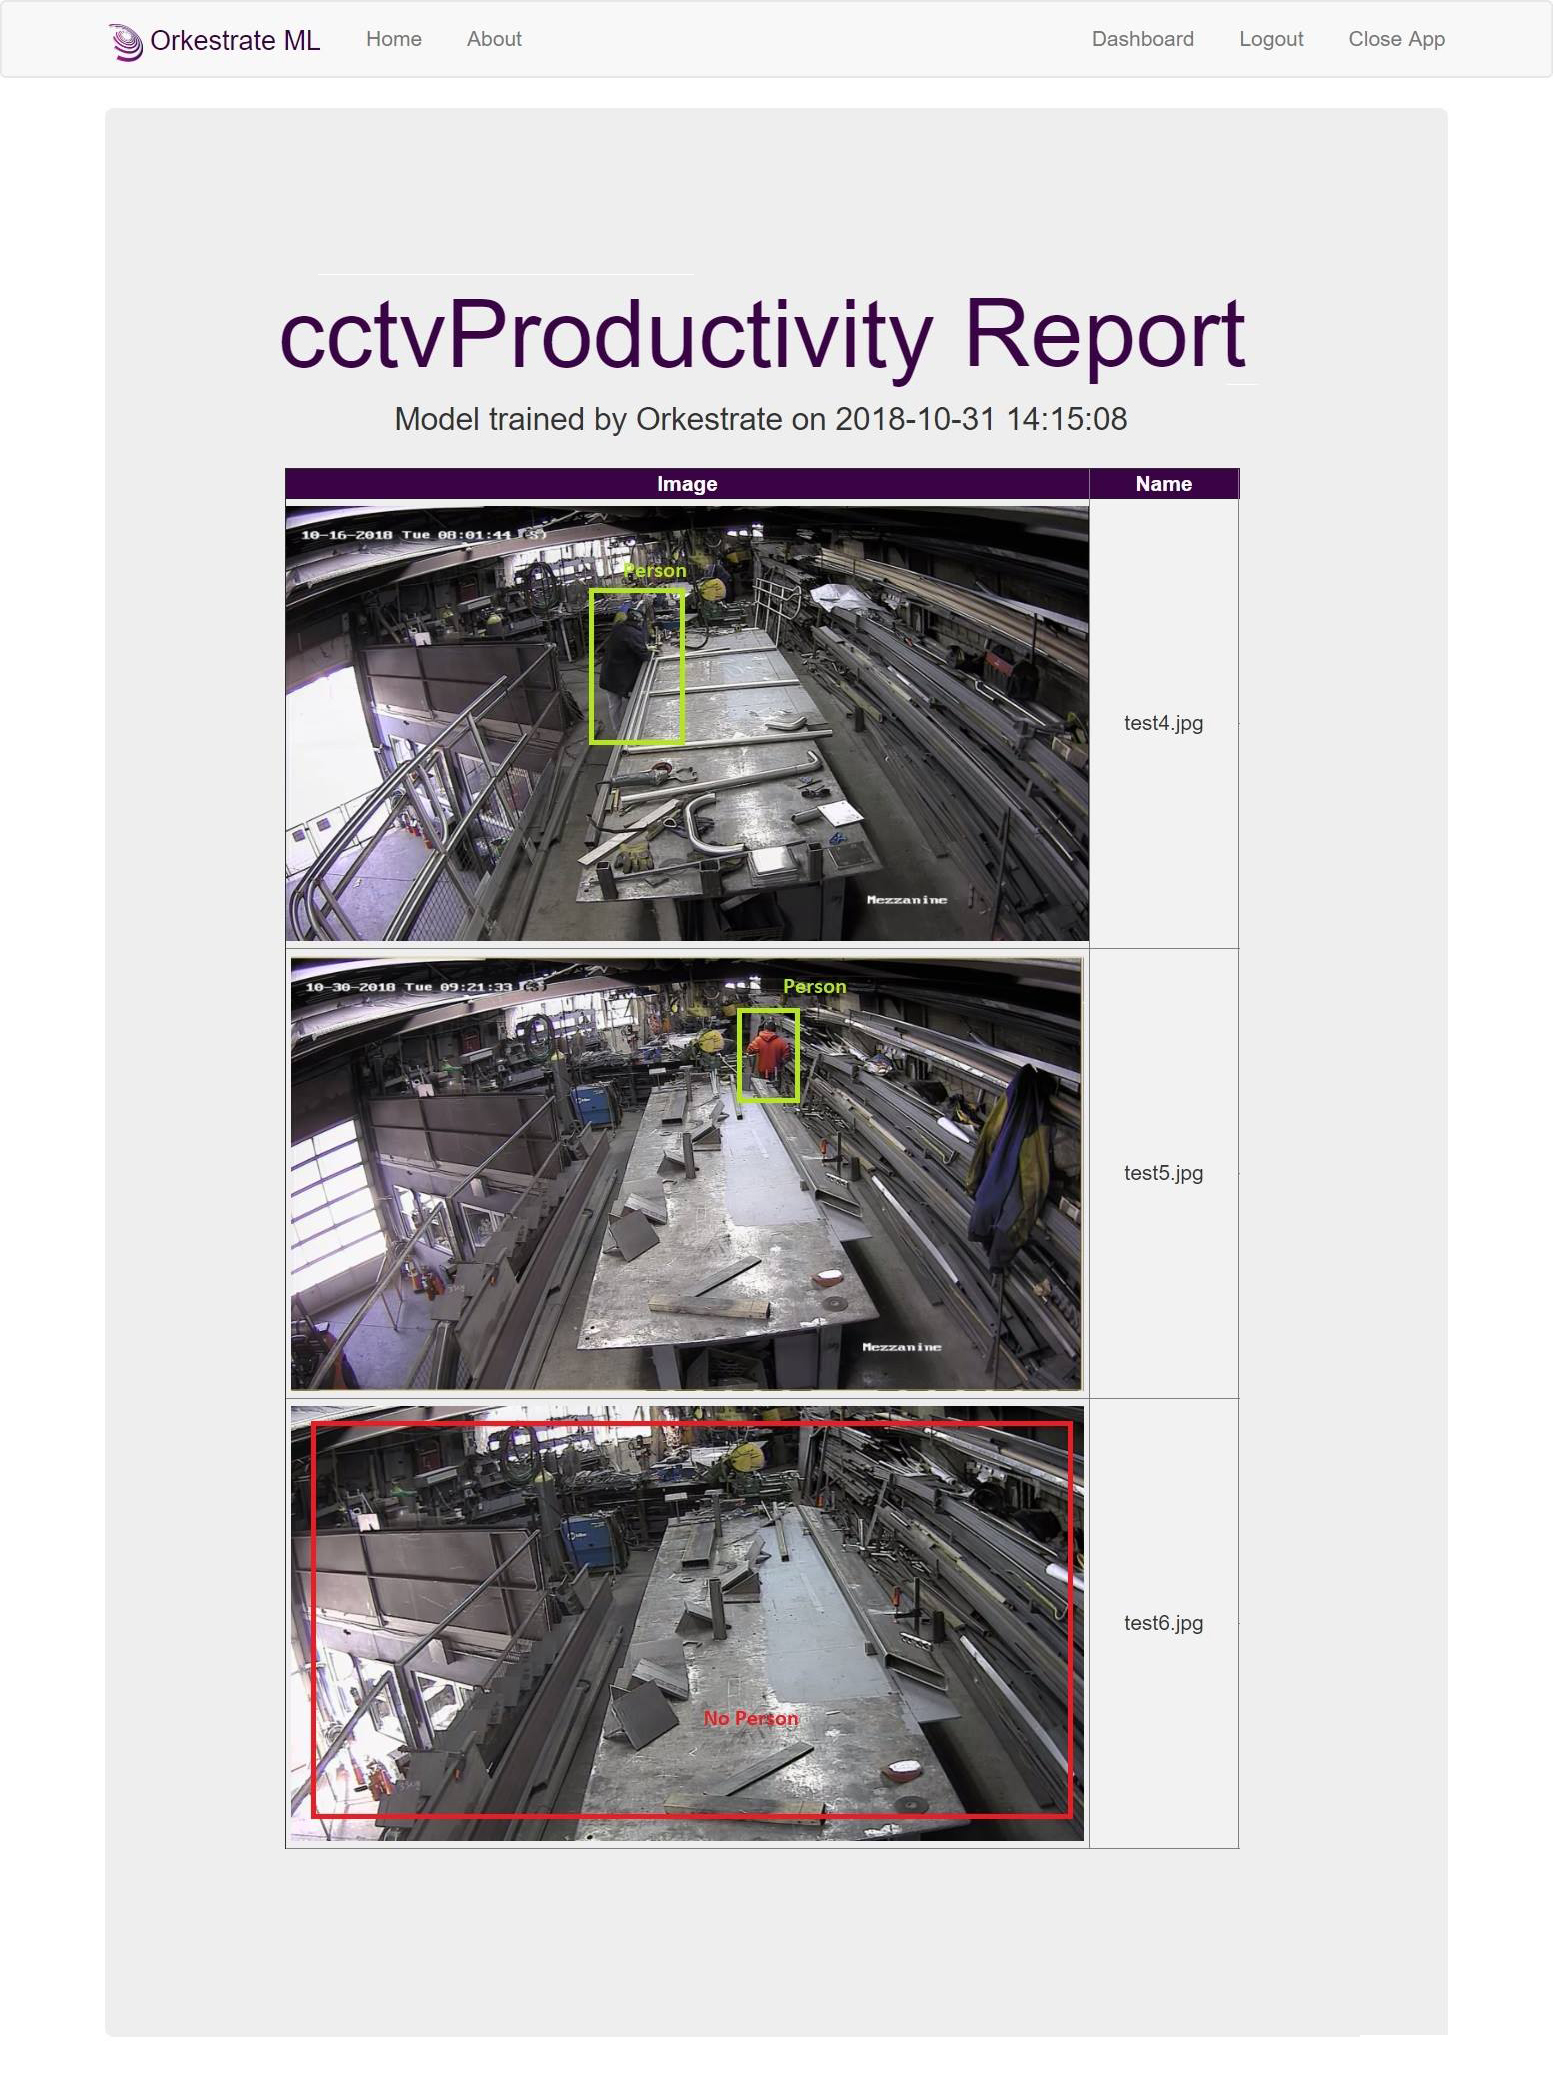 Orkestrate ML Home About Dashboard Logout Close App
cctvProductivity Report
Model trained by Orkestrate on 2018-10-31 14:15:08
Image Name
10-16-2018 Tue 08:01:44 (S)
Person
Mezzanine
test4.jpg
10-30-2018 Tue 09:21:33 (S)
Person
Mezzanine
test5.jpg
No Person
test6.jpg